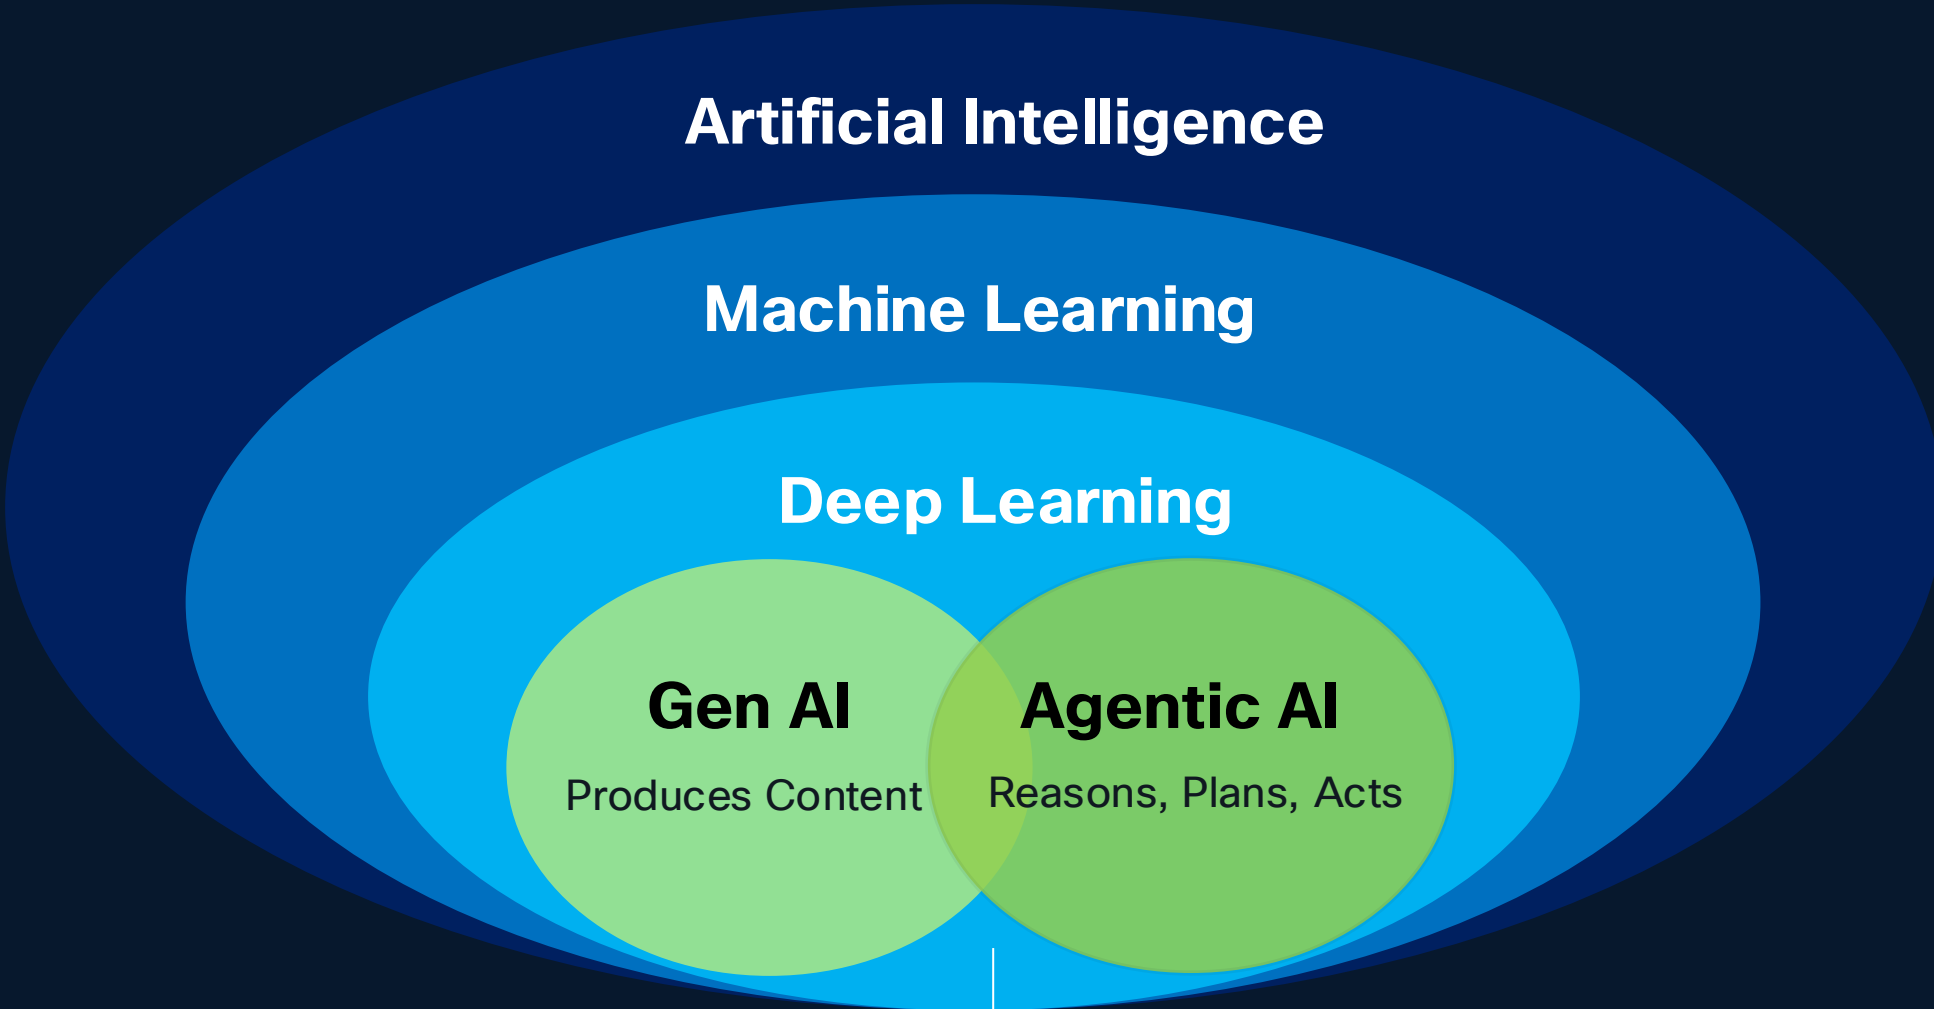 Artificial Intelligence
Machine Learning
Deep Learning
Gen AI
Produces Content
Agentic AI
Reasons, Plans, Acts